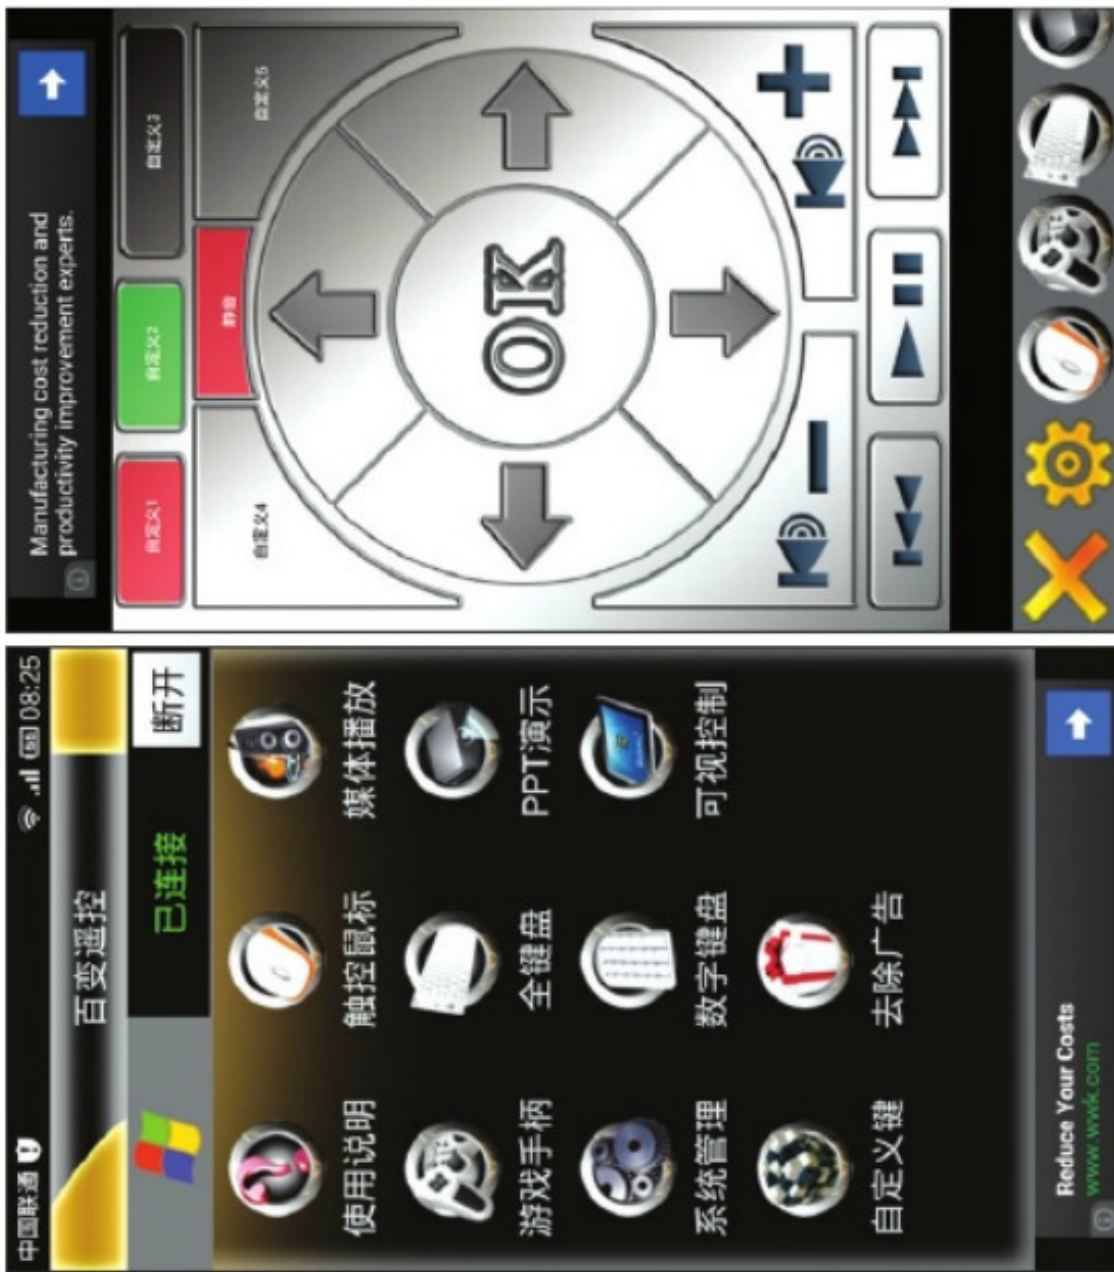 中国联通
08:25
百变遥控
已连接
断开
使用说明
触控鼠标
媒体播放
游戏手柄
全键盘
PPT演示
系统管理
数字键盘
可视控制
自定义键
去除广告
Reduce Your Costs
www.wwk.com
Manufacturing cost reduction and
productivity improvement experts.
自定义1
自定义2
自定义3
自定义4
静音
自定义5
OK